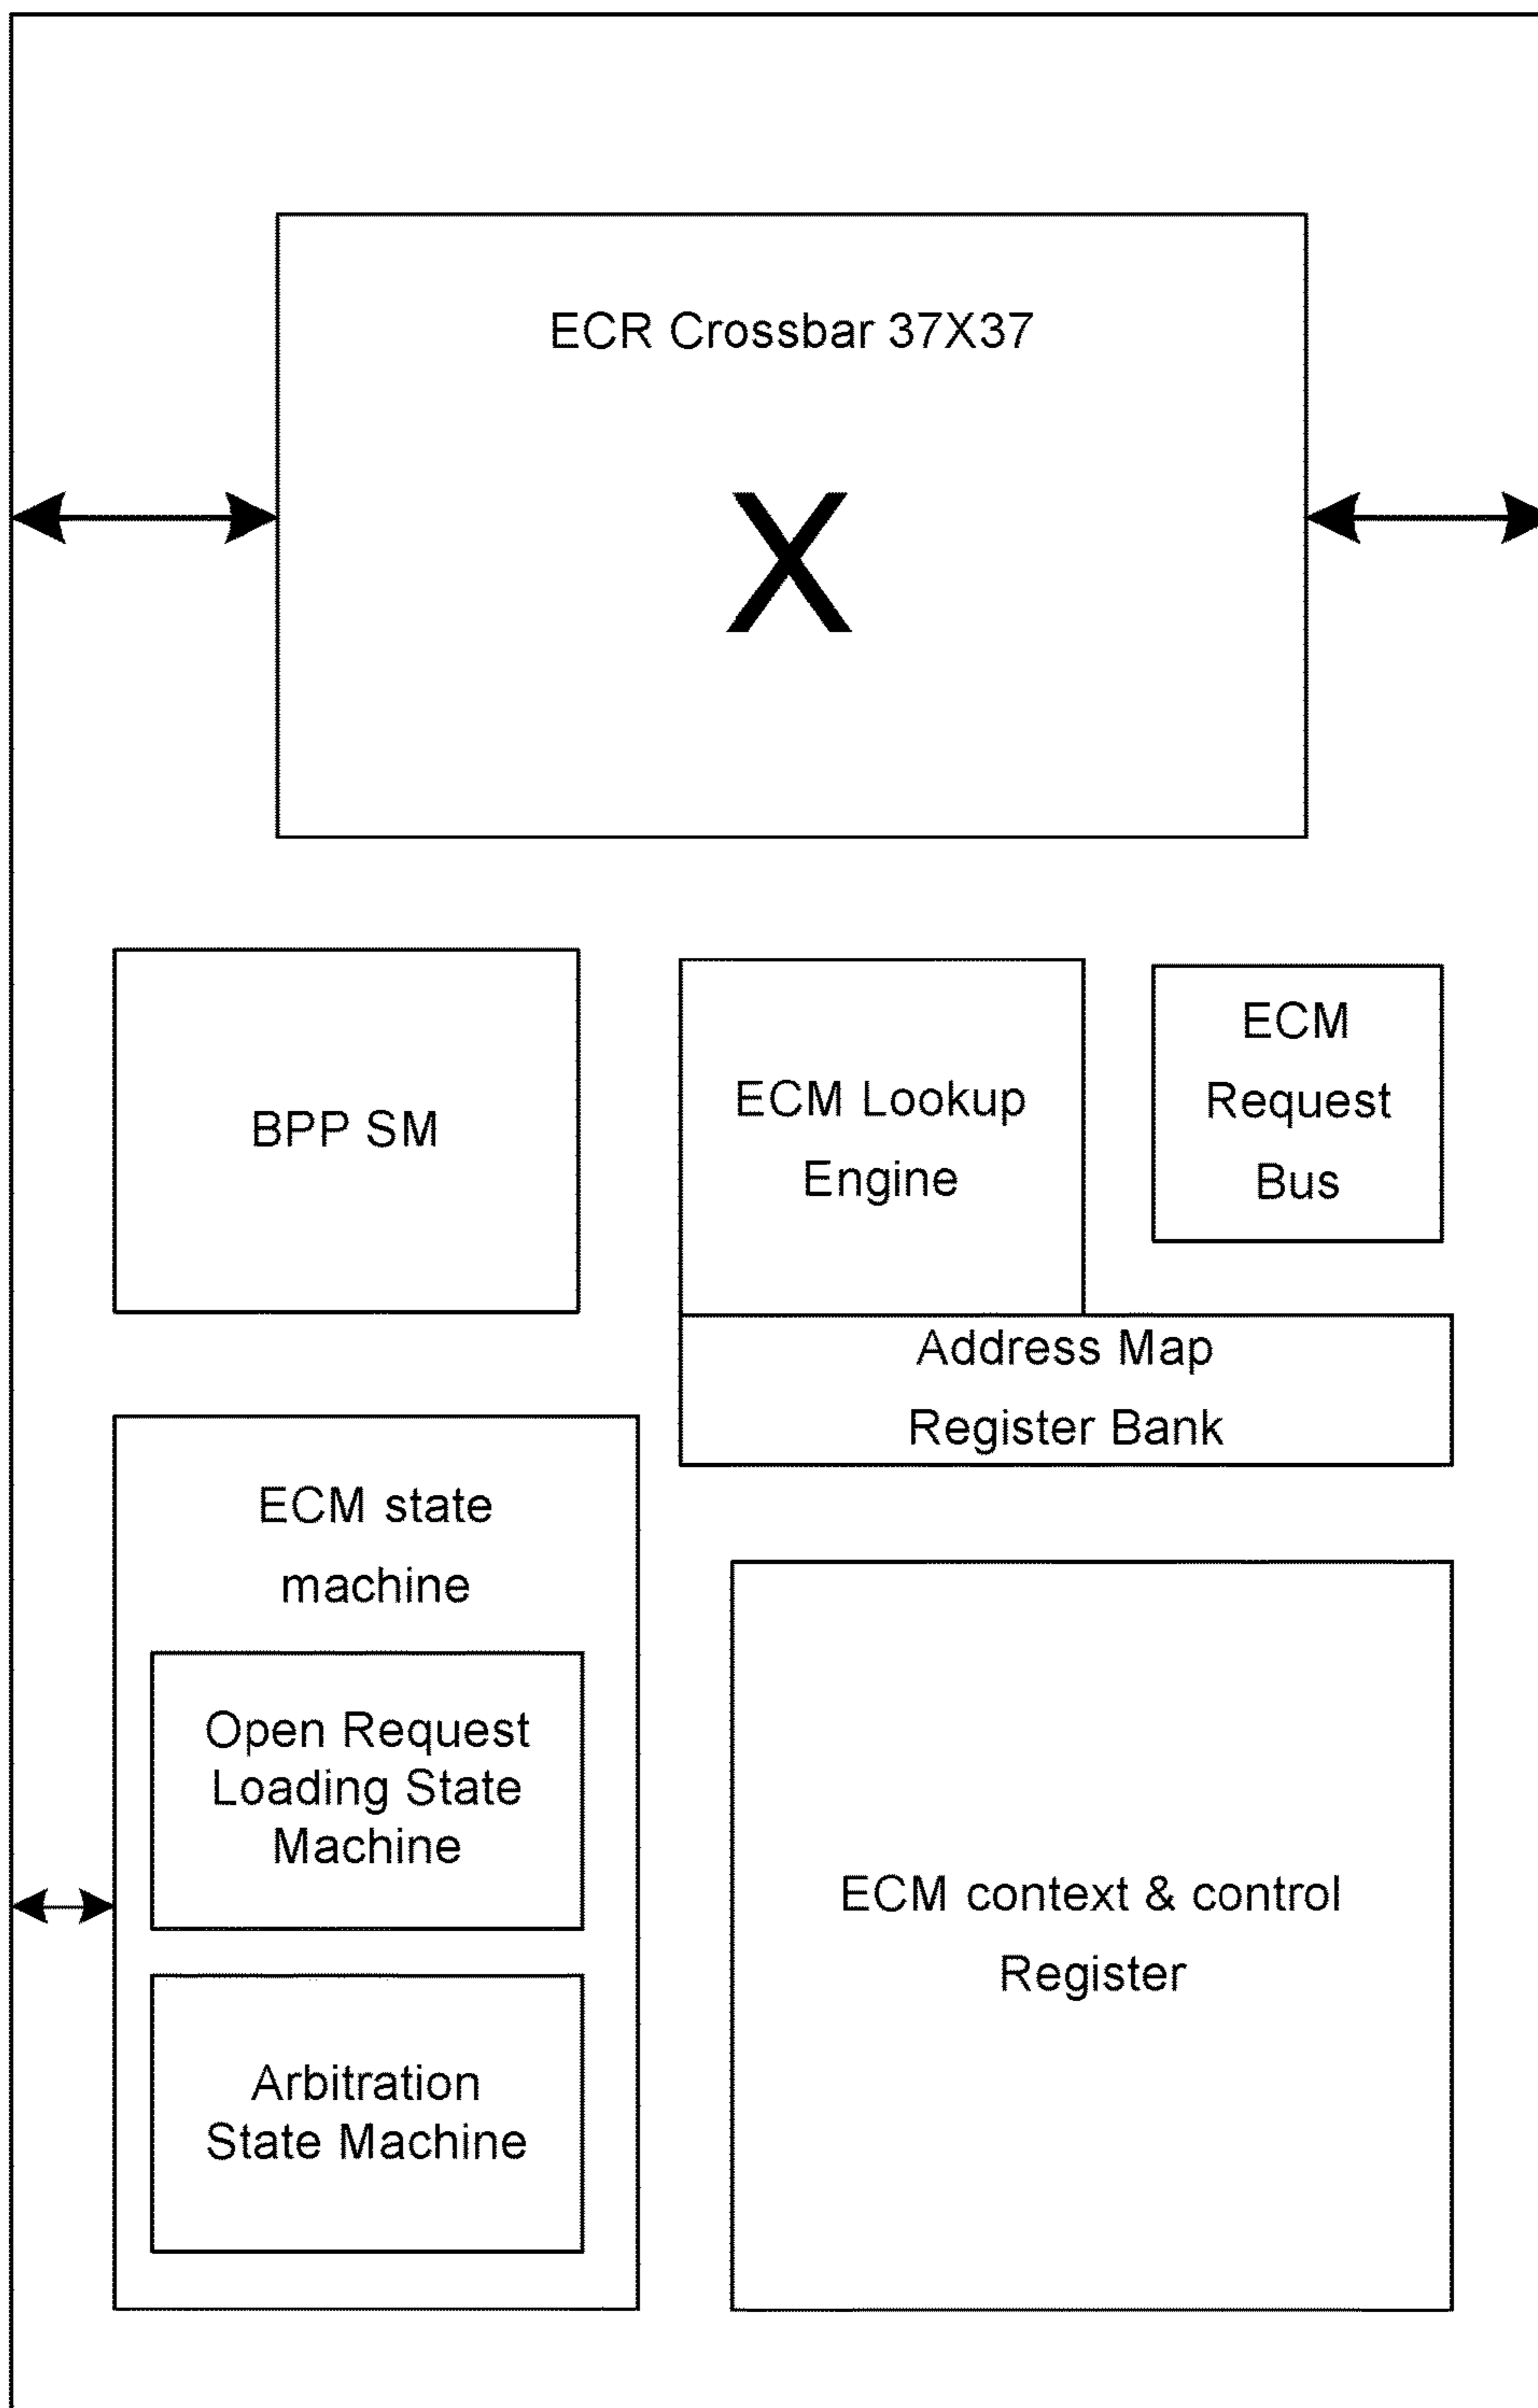 ECR Crossbar 37X37
X
BPP SM
ECM Lookup
Engine
ECM
Request
Bus
Address Map
Register Bank
ECM state
machine
Open Request
Loading State
Machine
Arbitration
State Machine
ECM context & control
Register